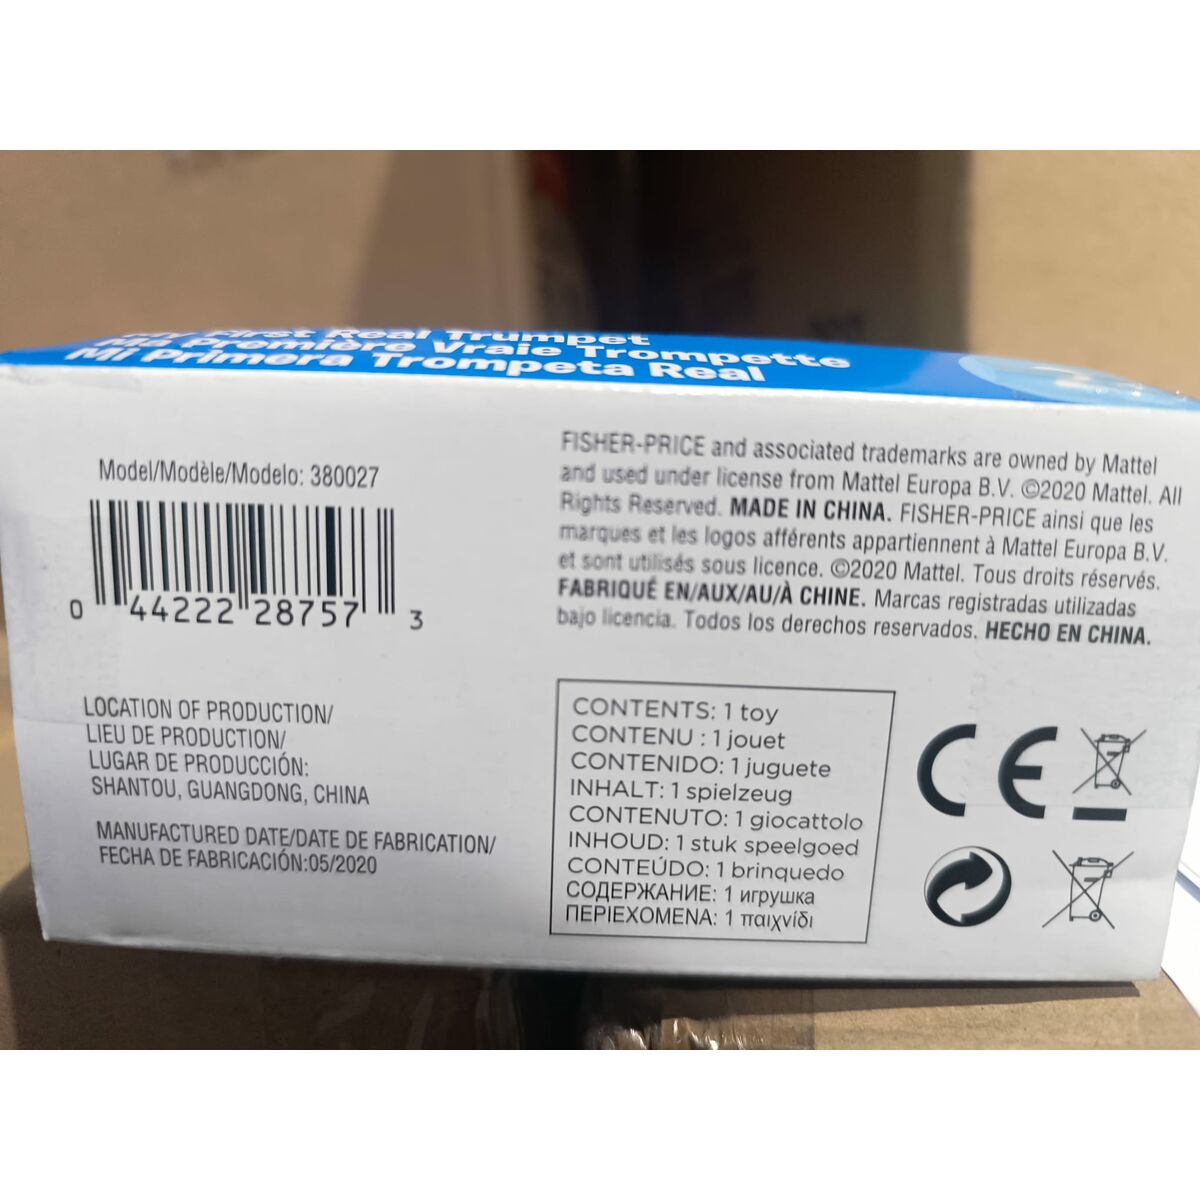 My First Real Trumpet
Ma Première Vraie Trompette
Mi Primera Trompeta Real
Model/Modèle/Modelo: 380027
0 44222 28757 3
LOCATION OF PRODUCTION/
LIEU DE PRODUCTION/
LUGAR DE PRODUCCIÓN:
SHANTOU, GUANGDONG, CHINA
MANUFACTURED DATE/DATE DE FABRICATION/
FECHA DE FABRICACIÓN:05/2020
FISHER-PRICE and associated trademarks are owned by Mattel
and used under license from Mattel Europa B.V. ©2020 Mattel. All
Rights Reserved. MADE IN CHINA. FISHER-PRICE ainsi que les
marques et les logos afférents appartiennent à Mattel Europa B.V.
et sont utilisés sous licence. ©2020 Mattel. Tous droits réservés.
FABRIQUÉ EN/AUX/AU/À CHINE. Marcas registradas utilizadas
bajo licencia. Todos los derechos reservados. HECHO EN CHINA.
CONTENTS: 1 toy
CONTENU : 1 jouet
CONTENIDO: 1 juguete
INHALT: 1 spielzeug
CONTENUTO: 1 giocattolo
INHOUD: 1 stuk speelgoed
CONTEÚDO: 1 brinquedo
СОДЕРЖАНИЕ: 1 игрушка
ΠΕΡΙΕΧΟΜΕΝΑ: 1 παιχνίδι
CE